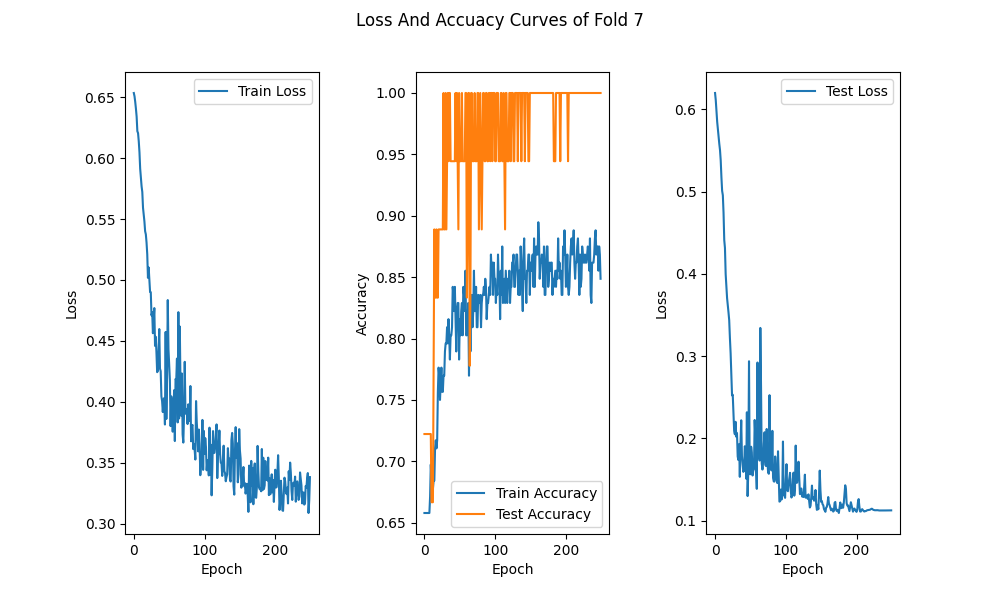 Loss And Accuacy Curves of Fold 7
Train Loss
0.65
0.60
0.55
0.50
0.45
0.40
0.35
0.30
Loss
0
100
200
Epoch
1.00
0.95
0.90
0.85
0.80
0.75
0.70
0.65
Accuracy
Train Accuracy
Test Accuracy
0
100
200
Epoch
Test Loss
0.6
0.5
0.4
0.3
0.2
0.1
Loss
0
100
200
Epoch